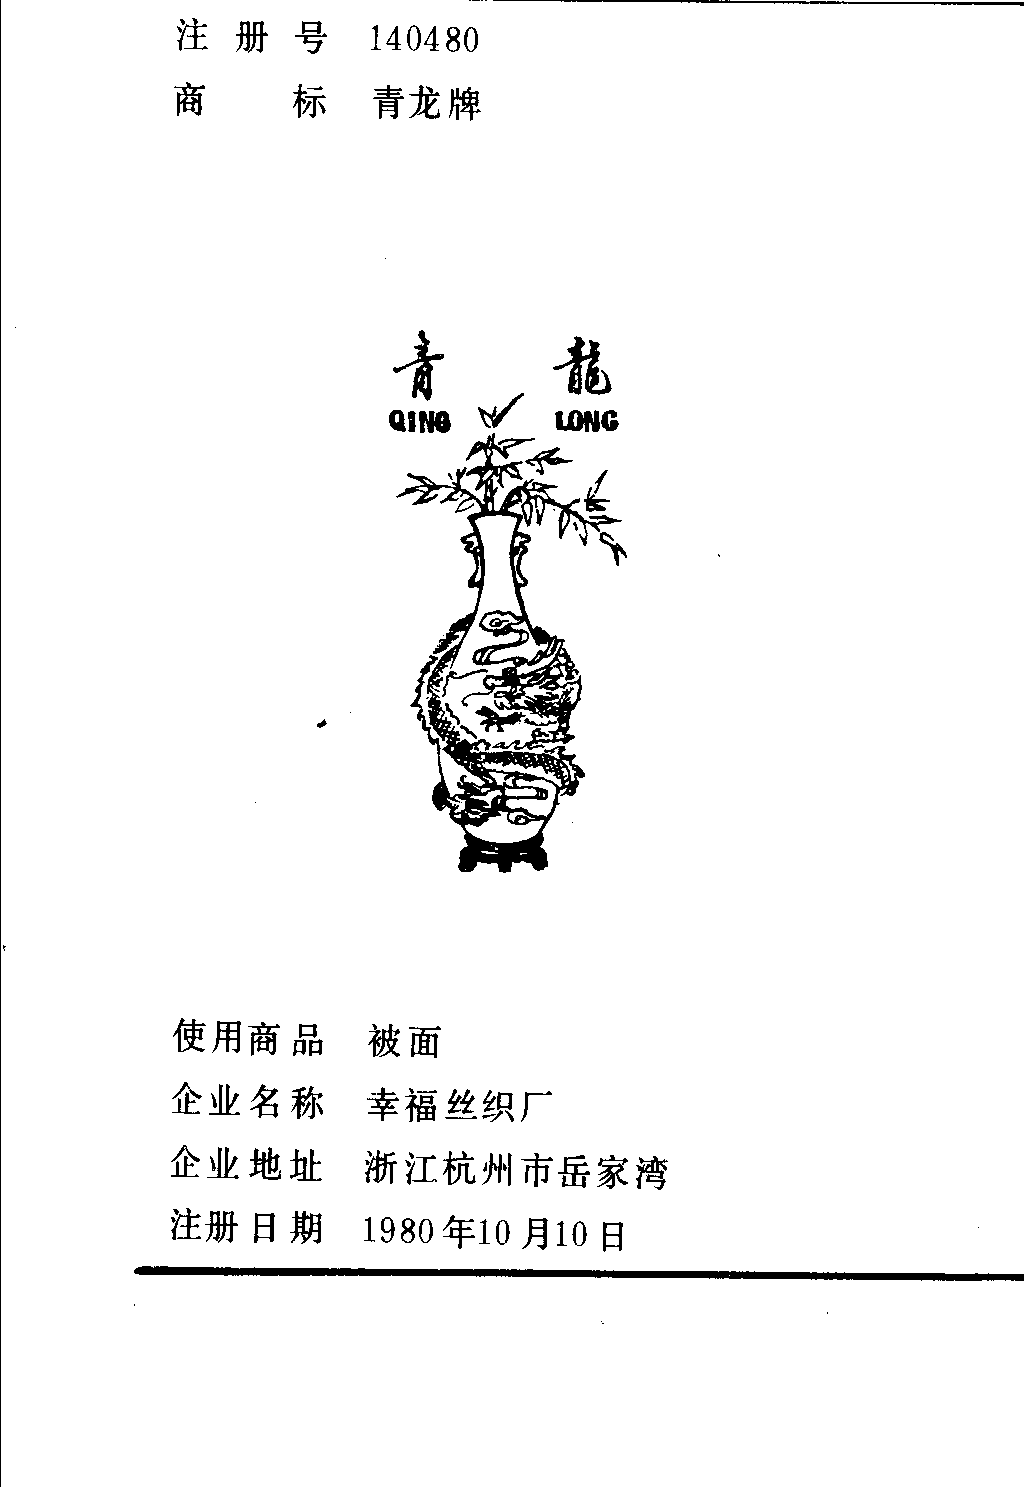 注册号 140480
商标 青龙牌
青 龍
QING LONG
使用商品 被面
企业名称 幸福丝织厂
企业地址 浙江杭州市岳家湾
注册日期 1980年10月10日